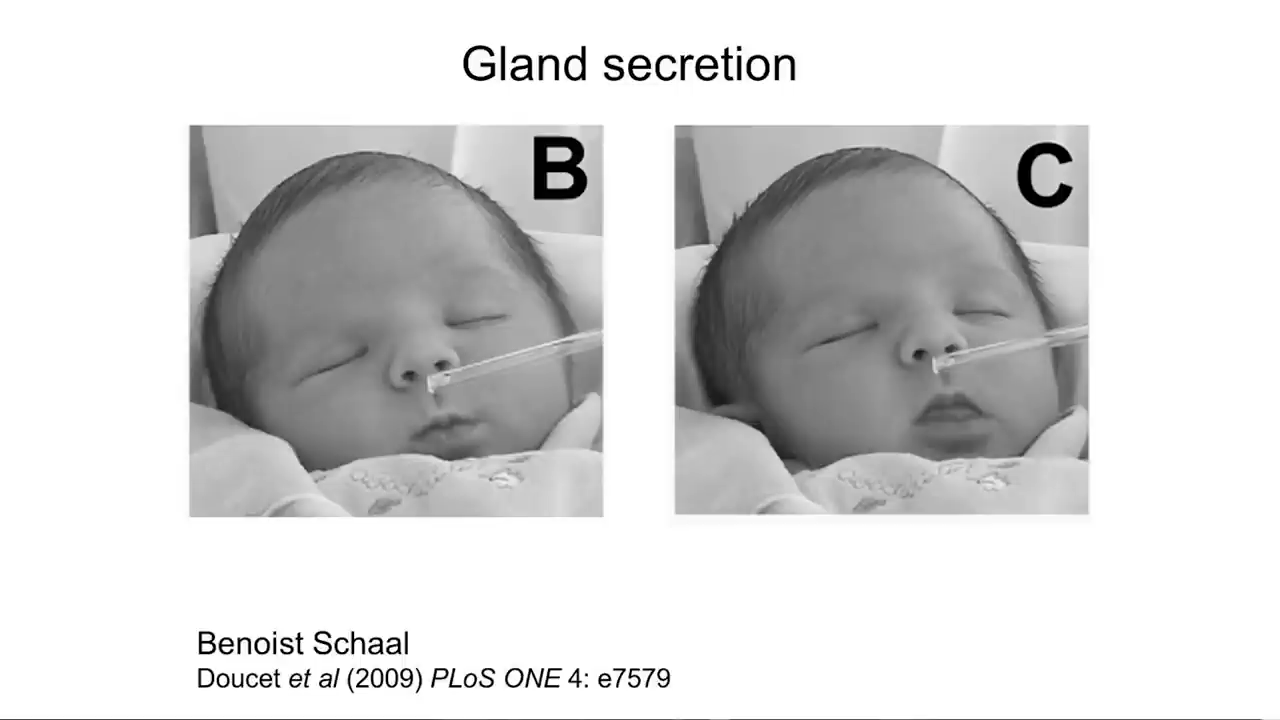 Gland secretion
B
C
Benoist Schaal
Doucet et al (2009) PLoS ONE 4: e7579